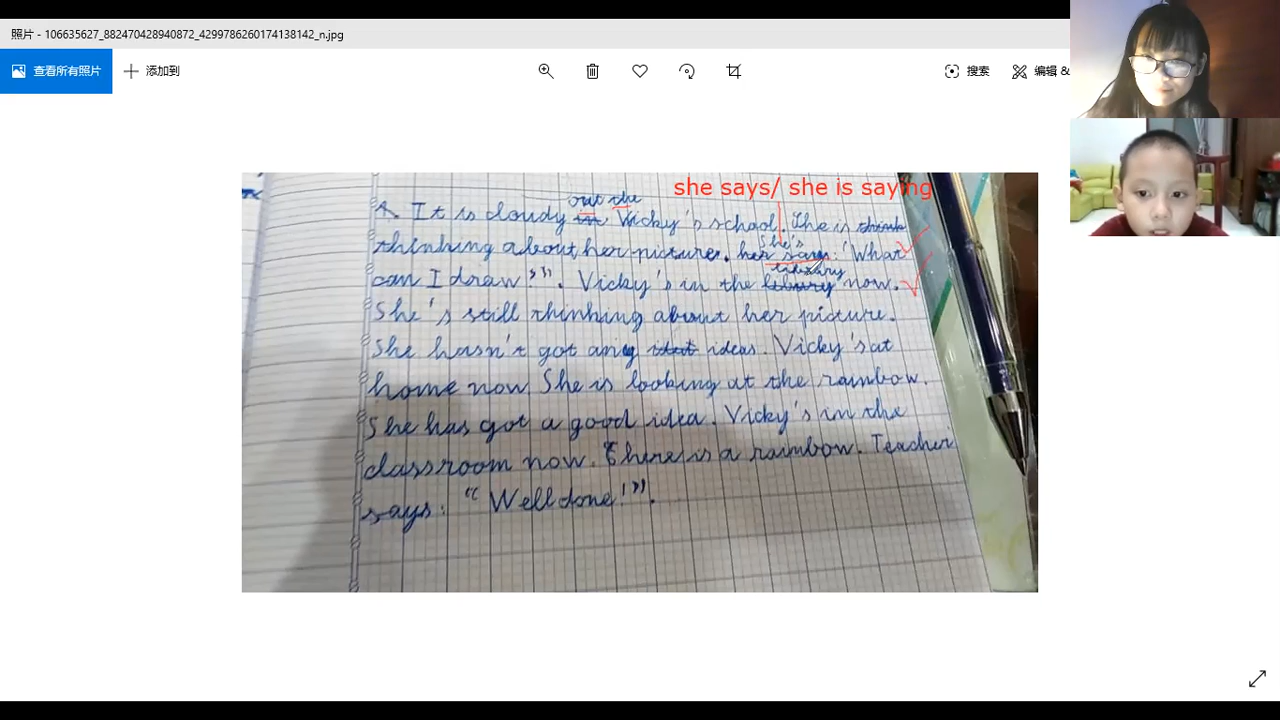 照片 - 106635627_882470428940872_4299786260174138142_n.jpg
查看所有照片
添加到
搜索
编辑 &
she says/ she is saying
out the
A. It is cloudy in Vicky's school. She is think
She's
thinking about her picture. her says: "What
library
can I draw?". Vicky's in the library now.
She's still thinking about her picture.
She hasn't got any ideas. Vicky's at
home now She is looking at the rainbow.
She has got a good idea. Vicky's in the
classroom now. There is a rainbow. Teacher
says: "Well done!".